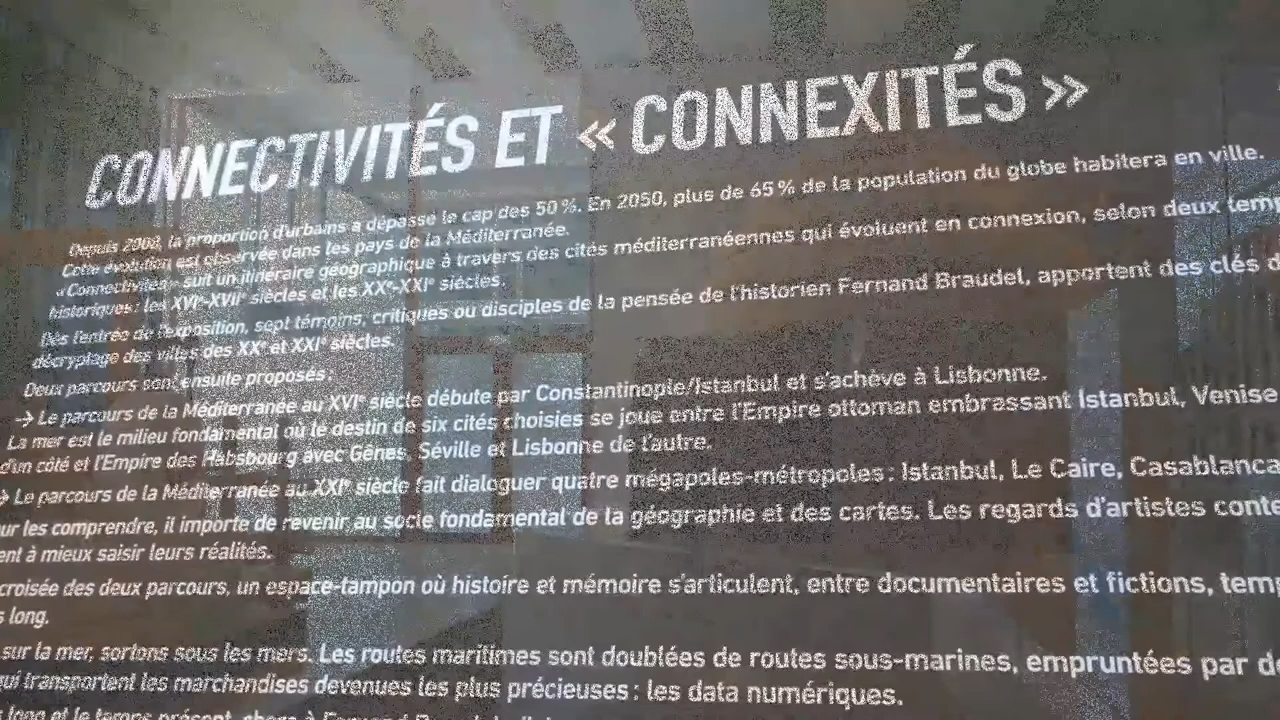 CONNECTIVITÉS ET « CONNEXITÉS »
Depuis 2008, la proportion d'urbains a dépassé le cap des 50 %. En 2050, plus de 65 % de la population du globe habitera en ville.
Cette évolution est observée dans les pays de la Méditerranée.
« Connectivités » suit un itinéraire géographique à travers des cités méditerranéennes qui évoluent en connexion, selon deux temp
historiques : les XVIe-XVIIe siècles et les XXe-XXIe siècles.
Dès l'entrée de l'exposition, sept témoins, critiques ou disciples de la pensée de l'historien Fernand Braudel, apportent des clés d
décryptage des villes des XXe et XXIe siècles.
Deux parcours sont ensuite proposés :
→ Le parcours de la Méditerranée au XVIe siècle débute par Constantinople/Istanbul et s'achève à Lisbonne.
La mer est le milieu fondamental où le destin de six cités choisies se joue entre l'Empire ottoman embrassant Istanbul, Venise
d'un côté et l'Empire des Habsbourg avec Gênes, Séville et Lisbonne de l'autre.
→ Le parcours de la Méditerranée au XXIe siècle fait dialoguer quatre mégapoles-métropoles : Istanbul, Le Caire, Casablanca
ur les comprendre, il importe de revenir au socle fondamental de la géographie et des cartes. Les regards d'artistes conte
ent à mieux saisir leurs réalités.
croisée des deux parcours, un espace-tampon où histoire et mémoire s'articulent, entre documentaires et fictions, temp
s long.
sur la mer, sortons sous les mers. Les routes maritimes sont doublées de routes sous-marines, empruntées par de
qui transportent les marchandises devenues les plus précieuses : les data numériques.
long et le temps présent